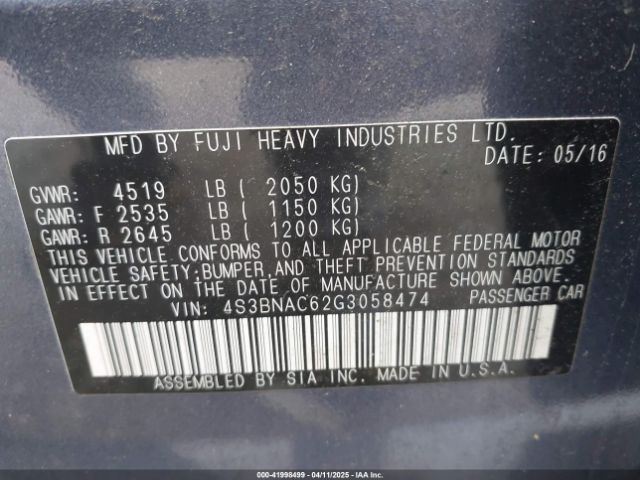 MFD BY FUJI HEAVY INDUSTRIES LTD.
DATE: 05/16
GVWR: 4519 LB ( 2050 KG)
GAWR: F 2535 LB ( 1150 KG)
GAWR: R 2645 LB ( 1200 KG)
THIS VEHICLE CONFORMS TO ALL APPLICABLE FEDERAL MOTOR
VEHICLE SAFETY, BUMPER, AND THEFT PREVENTION STANDARDS
IN EFFECT ON THE DATE OF MANUFACTURE SHOWN ABOVE.
VIN: 4S3BNAC62G3058474 PASSENGER CAR
ASSEMBLED BY SIA INC. MADE IN U.S.A.
000-41998499 - 04/11/2025 - IAAI.COM